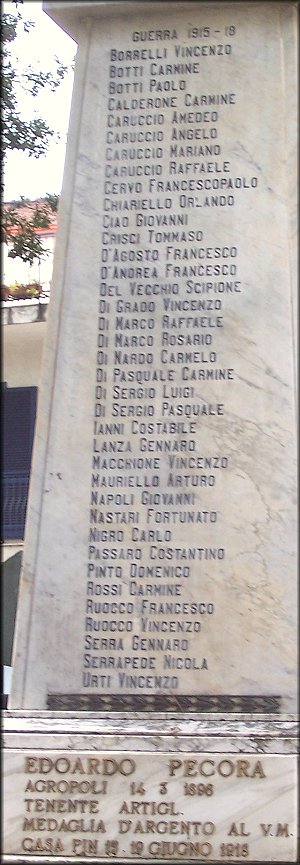 GUERRA 1915-18
BORRELLI VINCENZO
BOTTI CARMINE
BOTTI PAOLO
CALDERONE CARMINE
CARUCCIO AMEDEO
CARUCCIO ANGELO
CARUCCIO MARIANO
CARUCCIO RAFFAELE
CERVO FRANCESCOPAOLO
CHIARIELLO ORLANDO
CIAO GIOVANNI
CRISCI TOMMASO
D'AGOSTO FRANCESCO
D'ANDREA FRANCESCO
DEL VECCHIO SCIPIONE
DI GRADO VINCENZO
DI MARCO RAFFAELE
DI MARCO ROSARIO
DI NARDO CARMELO
DI PASQUALE CARMINE
DI SERGIO LUIGI
DI SERGIO PASQUALE
IANNI COSTABILE
LANZA GENNARO
MACCHIONE VINCENZO
MAURIELLO ARTURO
NAPOLI GIOVANNI
NASTARI FORTUNATO
NIGRO CARLO
PASSARO COSTANTINO
PINTO DOMENICO
ROSSI CARMINE
RUOCCO FRANCESCO
RUOCCO VINCENZO
SERRA GENNARO
SERRAPEDE NICOLA
URTI VINCENZO
EDOARDO PECORA
AGROPOLI 14 3 1896
TENENTE ARTIGL.
MEDAGLIA D'ARGENTO AL V.M.
CASA PIN 19 GIUGNO 1918